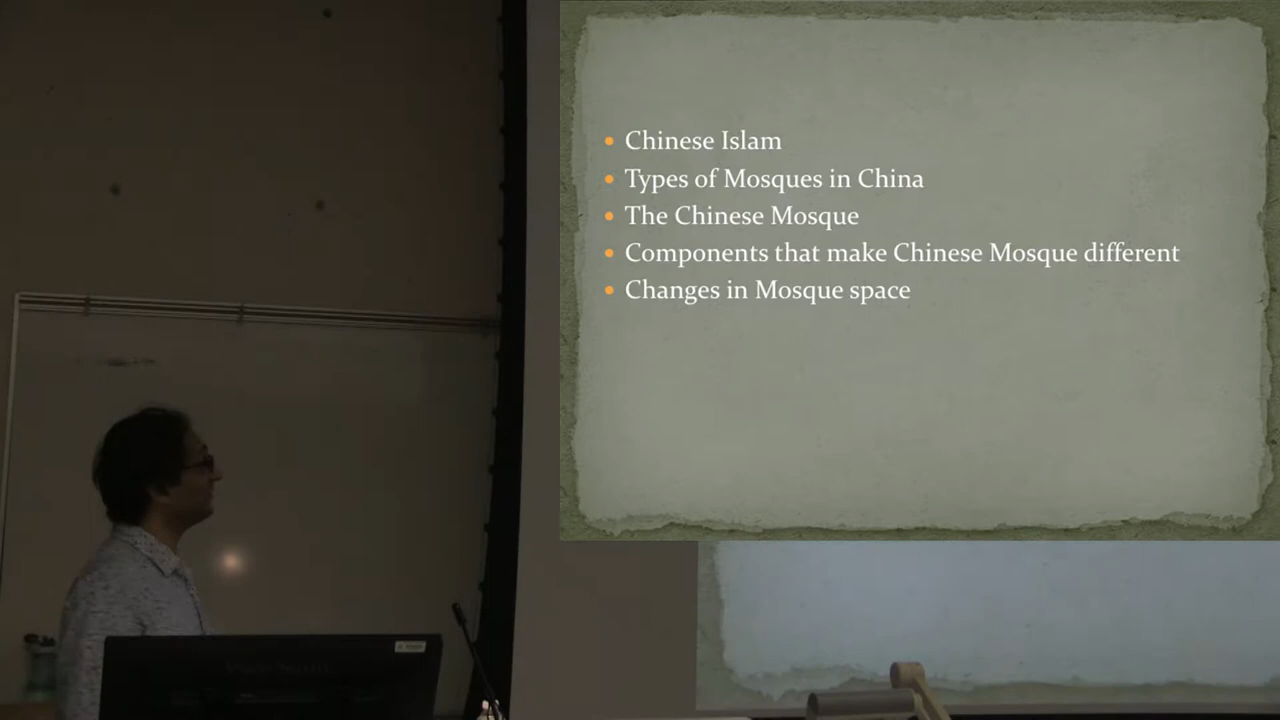 Chinese Islam
Types of Mosques in China
The Chinese Mosque
Components that make Chinese Mosque different
Changes in Mosque space